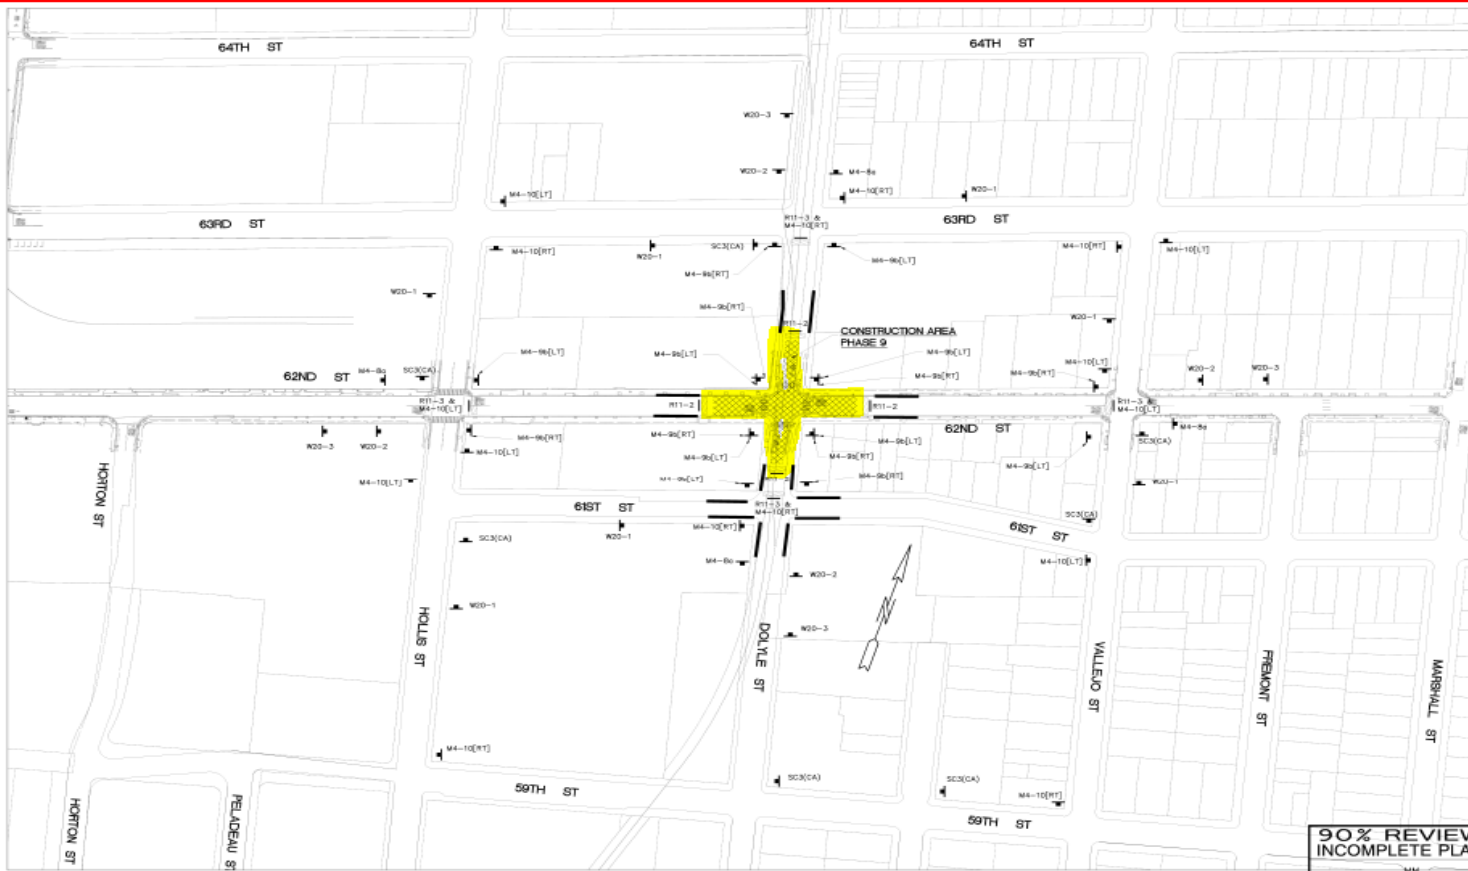 64TH ST
64TH ST
W20-3
W20-2
M4-8a
M4-10[LT]
M4-10[RT]
W20-1
63RD ST
R11-3 &
M4-10[RT]
63RD ST
M4-10[RT]
W20-1
SC3(CA)
M4-9b[RT]
M4-9b[LT]
M4-10[RT]
M4-10[LT]
W20-1
M4-9b[RT]
R11-2
CONSTRUCTION AREA
PHASE 9
W20-1
M4-9b[LT]
M4-9b[LT]
M4-9b[LT]
M4-10[LT]
62ND ST
M4-8a
SC3(CA)
M4-9b[RT]
M4-9b[RT]
W20-2
W20-3
R11-3 &
M4-10[LT]
R11-2
R11-2
R11-3 &
M4-10[LT]
W20-3
W20-2
M4-9b[RT]
M4-9b[RT]
M4-9b[LT]
62ND ST
M4-8a
SC3(CA)
M4-10[LT]
M4-9b[LT]
M4-9b[RT]
M4-9b[LT]
M4-10[LT]
M4-9b[LT]
M4-9b[RT]
W20-1
HORTON ST
61ST ST
R11-3 &
M4-10[RT]
SC3(CA)
W20-1
M4-10[RT]
61ST ST
SC3(CA)
M4-8a
W20-2
M4-10[LT]
N
W20-1
HOLLIS ST
W20-3
DOLYLE ST
VALLEJO ST
FREMONT ST
MARSHALL ST
M4-10[RT]
59TH ST
SC3(CA)
SC3(CA)
M4-10[RT]
HORTON ST
PELADEAU ST
59TH ST
90% REVIEW
INCOMPLETE PLA